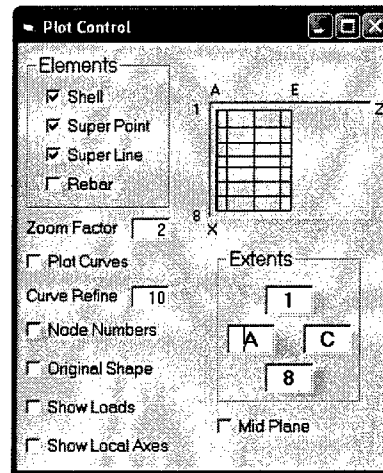 Plot Control
Elements
Shell
Super Point
Super Line
Rebar
Zoom Factor 2
Plot Curves
Curve Refine 10
Node Numbers
Original Shape
Show Loads
Show Local Axes
A E
1 Z
8
X
Extents
1
A C
8
Mid Plane